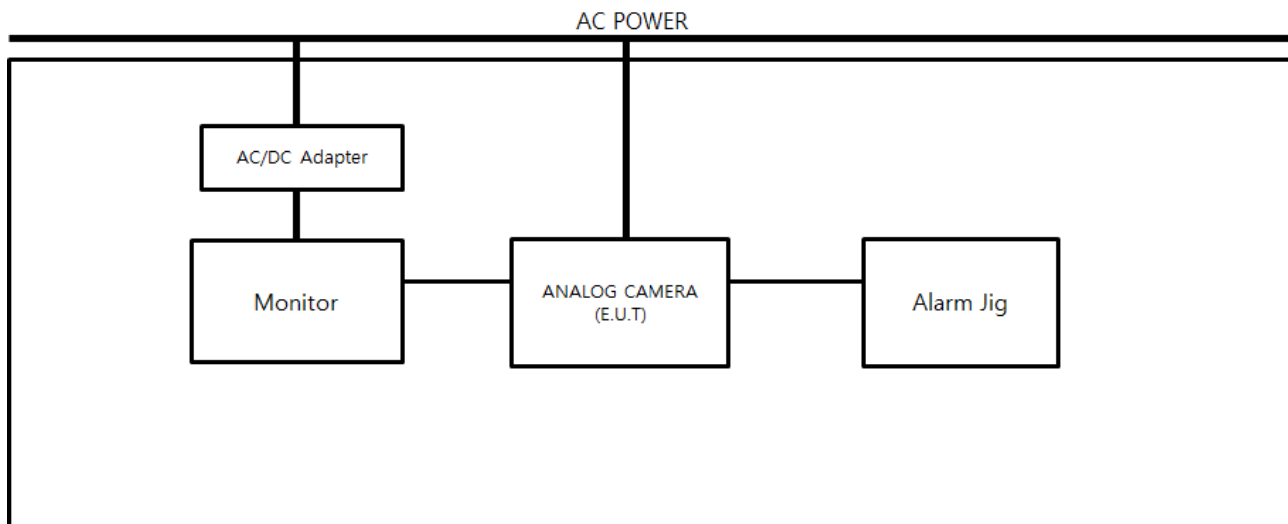 AC POWER
AC/DC Adapter
Monitor
ANALOG CAMERA
(E.U.T)
Alarm Jig